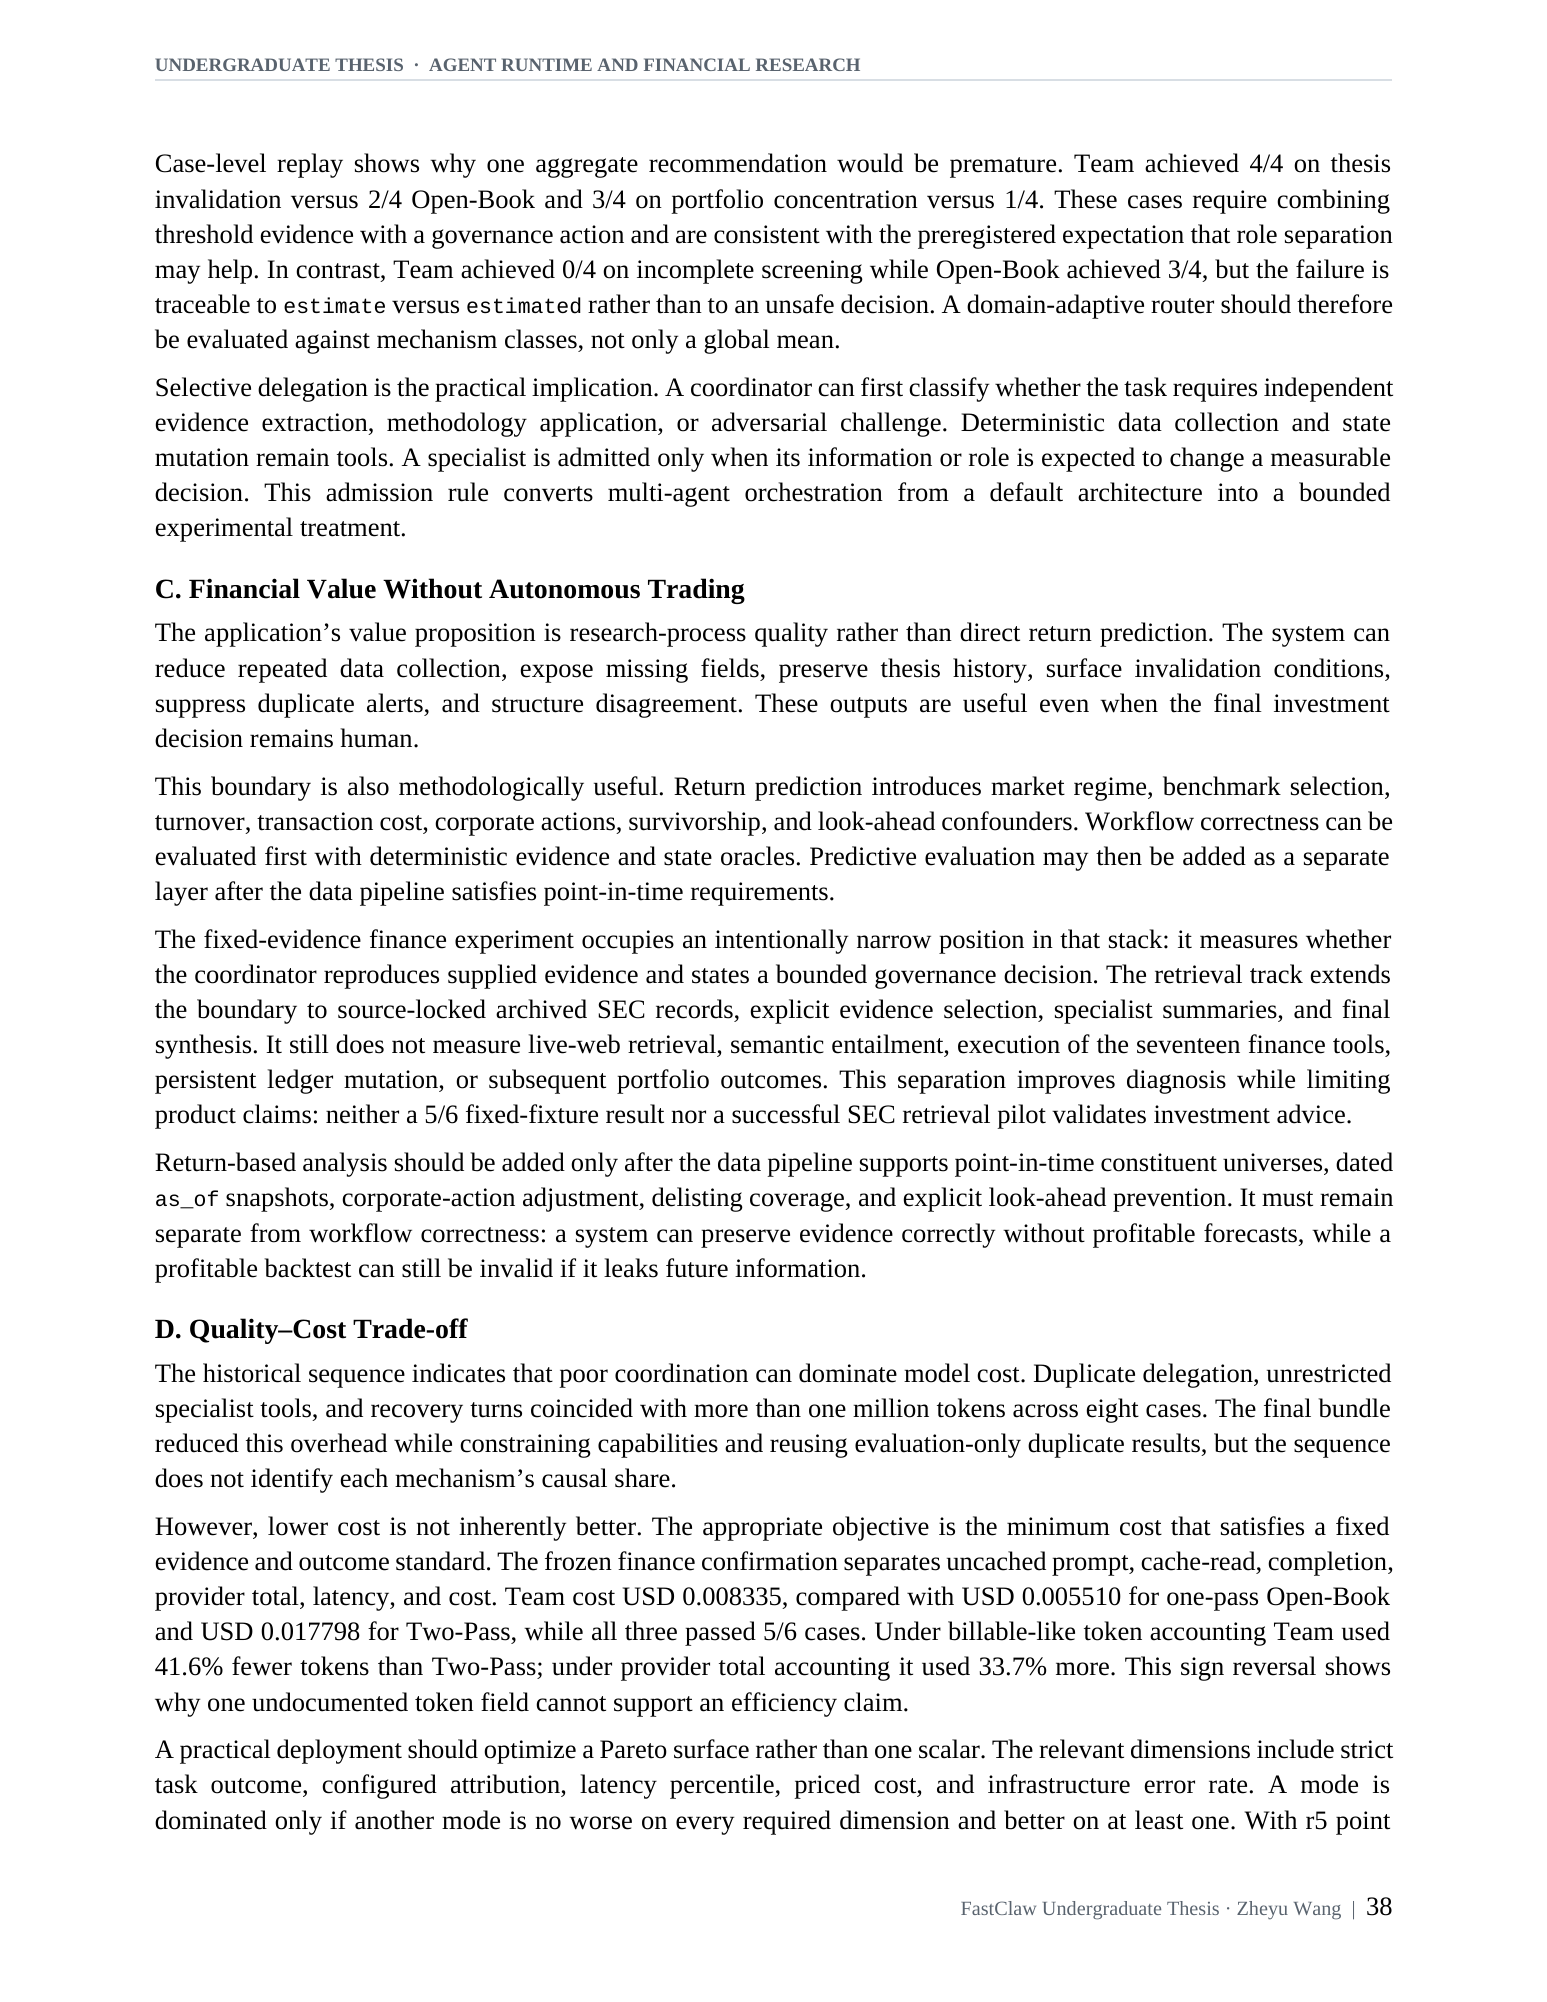 UNDERGRADUATE THESIS · AGENT RUNTIME AND FINANCIAL RESEARCH
Case-level replay shows why one aggregate recommendation would be premature. Team achieved 4/4 on thesis
invalidation versus 2/4 Open-Book and 3/4 on portfolio concentration versus 1/4. These cases require combining
threshold evidence with a governance action and are consistent with the preregistered expectation that role separation
may help. In contrast, Team achieved 0/4 on incomplete screening while Open-Book achieved 3/4, but the failure is
traceable to estimate versus estimated rather than to an unsafe decision. A domain-adaptive router should therefore
be evaluated against mechanism classes, not only a global mean.
Selective delegation is the practical implication. A coordinator can first classify whether the task requires independent
evidence extraction, methodology application, or adversarial challenge. Deterministic data collection and state
mutation remain tools. A specialist is admitted only when its information or role is expected to change a measurable
decision. This admission rule converts multi-agent orchestration from a default architecture into a bounded
experimental treatment.
C. Financial Value Without Autonomous Trading
The application’s value proposition is research-process quality rather than direct return prediction. The system can
reduce repeated data collection, expose missing fields, preserve thesis history, surface invalidation conditions,
suppress duplicate alerts, and structure disagreement. These outputs are useful even when the final investment
decision remains human.
This boundary is also methodologically useful. Return prediction introduces market regime, benchmark selection,
turnover, transaction cost, corporate actions, survivorship, and look-ahead confounders. Workflow correctness can be
evaluated first with deterministic evidence and state oracles. Predictive evaluation may then be added as a separate
layer after the data pipeline satisfies point-in-time requirements.
The fixed-evidence finance experiment occupies an intentionally narrow position in that stack: it measures whether
the coordinator reproduces supplied evidence and states a bounded governance decision. The retrieval track extends
the boundary to source-locked archived SEC records, explicit evidence selection, specialist summaries, and final
synthesis. It still does not measure live-web retrieval, semantic entailment, execution of the seventeen finance tools,
persistent ledger mutation, or subsequent portfolio outcomes. This separation improves diagnosis while limiting
product claims: neither a 5/6 fixed-fixture result nor a successful SEC retrieval pilot validates investment advice.
Return-based analysis should be added only after the data pipeline supports point-in-time constituent universes, dated
as_of snapshots, corporate-action adjustment, delisting coverage, and explicit look-ahead prevention. It must remain
separate from workflow correctness: a system can preserve evidence correctly without profitable forecasts, while a
profitable backtest can still be invalid if it leaks future information.
D. Quality–Cost Trade-off
The historical sequence indicates that poor coordination can dominate model cost. Duplicate delegation, unrestricted
specialist tools, and recovery turns coincided with more than one million tokens across eight cases. The final bundle
reduced this overhead while constraining capabilities and reusing evaluation-only duplicate results, but the sequence
does not identify each mechanism’s causal share.
However, lower cost is not inherently better. The appropriate objective is the minimum cost that satisfies a fixed
evidence and outcome standard. The frozen finance confirmation separates uncached prompt, cache-read, completion,
provider total, latency, and cost. Team cost USD 0.008335, compared with USD 0.005510 for one-pass Open-Book
and USD 0.017798 for Two-Pass, while all three passed 5/6 cases. Under billable-like token accounting Team used
41.6% fewer tokens than Two-Pass; under provider total accounting it used 33.7% more. This sign reversal shows
why one undocumented token field cannot support an efficiency claim.
A practical deployment should optimize a Pareto surface rather than one scalar. The relevant dimensions include strict
task outcome, configured attribution, latency percentile, priced cost, and infrastructure error rate. A mode is
dominated only if another mode is no worse on every required dimension and better on at least one. With r5 point
FastClaw Undergraduate Thesis · Zheyu Wang | 38